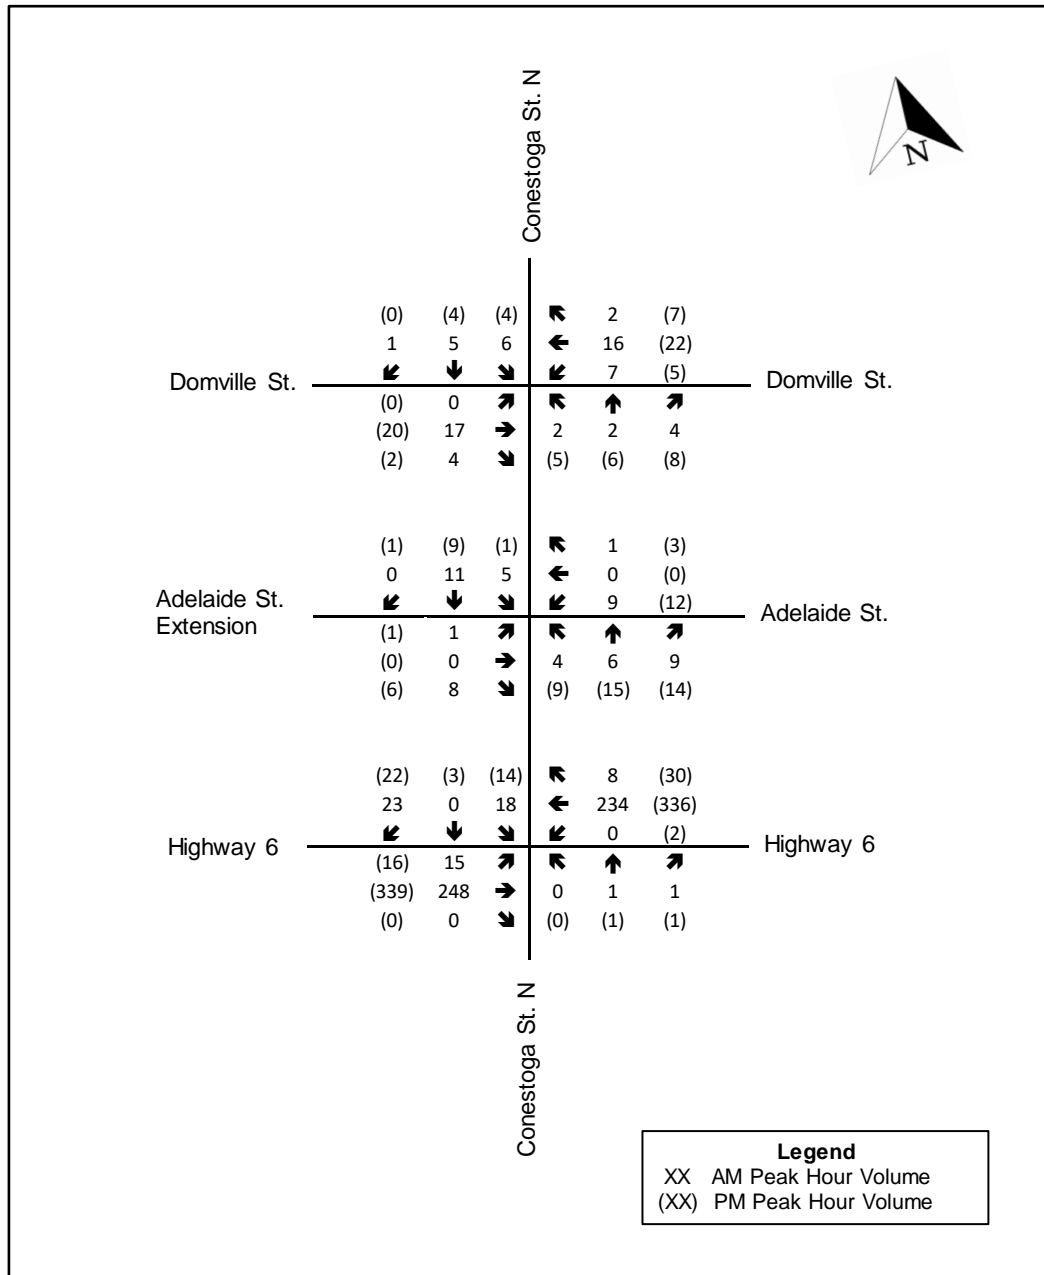 Conestoga St. N
N
(0) (4) (4) 2 (7)
1 5 6 16 (22)
7 (5)
Domville St. Domville St.
(0) 0
(20) 17 2 2 4
(2) 4 (5) (6) (8)
(1) (9) (1) 1 (3)
0 11 5 0 (0)
9 (12)
Adelaide St.
Extension
Adelaide St.
(1) 1
(0) 0 4 6 9
(6) 8 (9) (15) (14)
(22) (3) (14) 8 (30)
23 0 18 234 (336)
0 (2)
Highway 6 Highway 6
(16) 15
(339) 248 0 1 1
(0) 0 (0) (1) (1)
Conestoga St. N
Legend
XX AM Peak Hour Volume
(XX) PM Peak Hour Volume